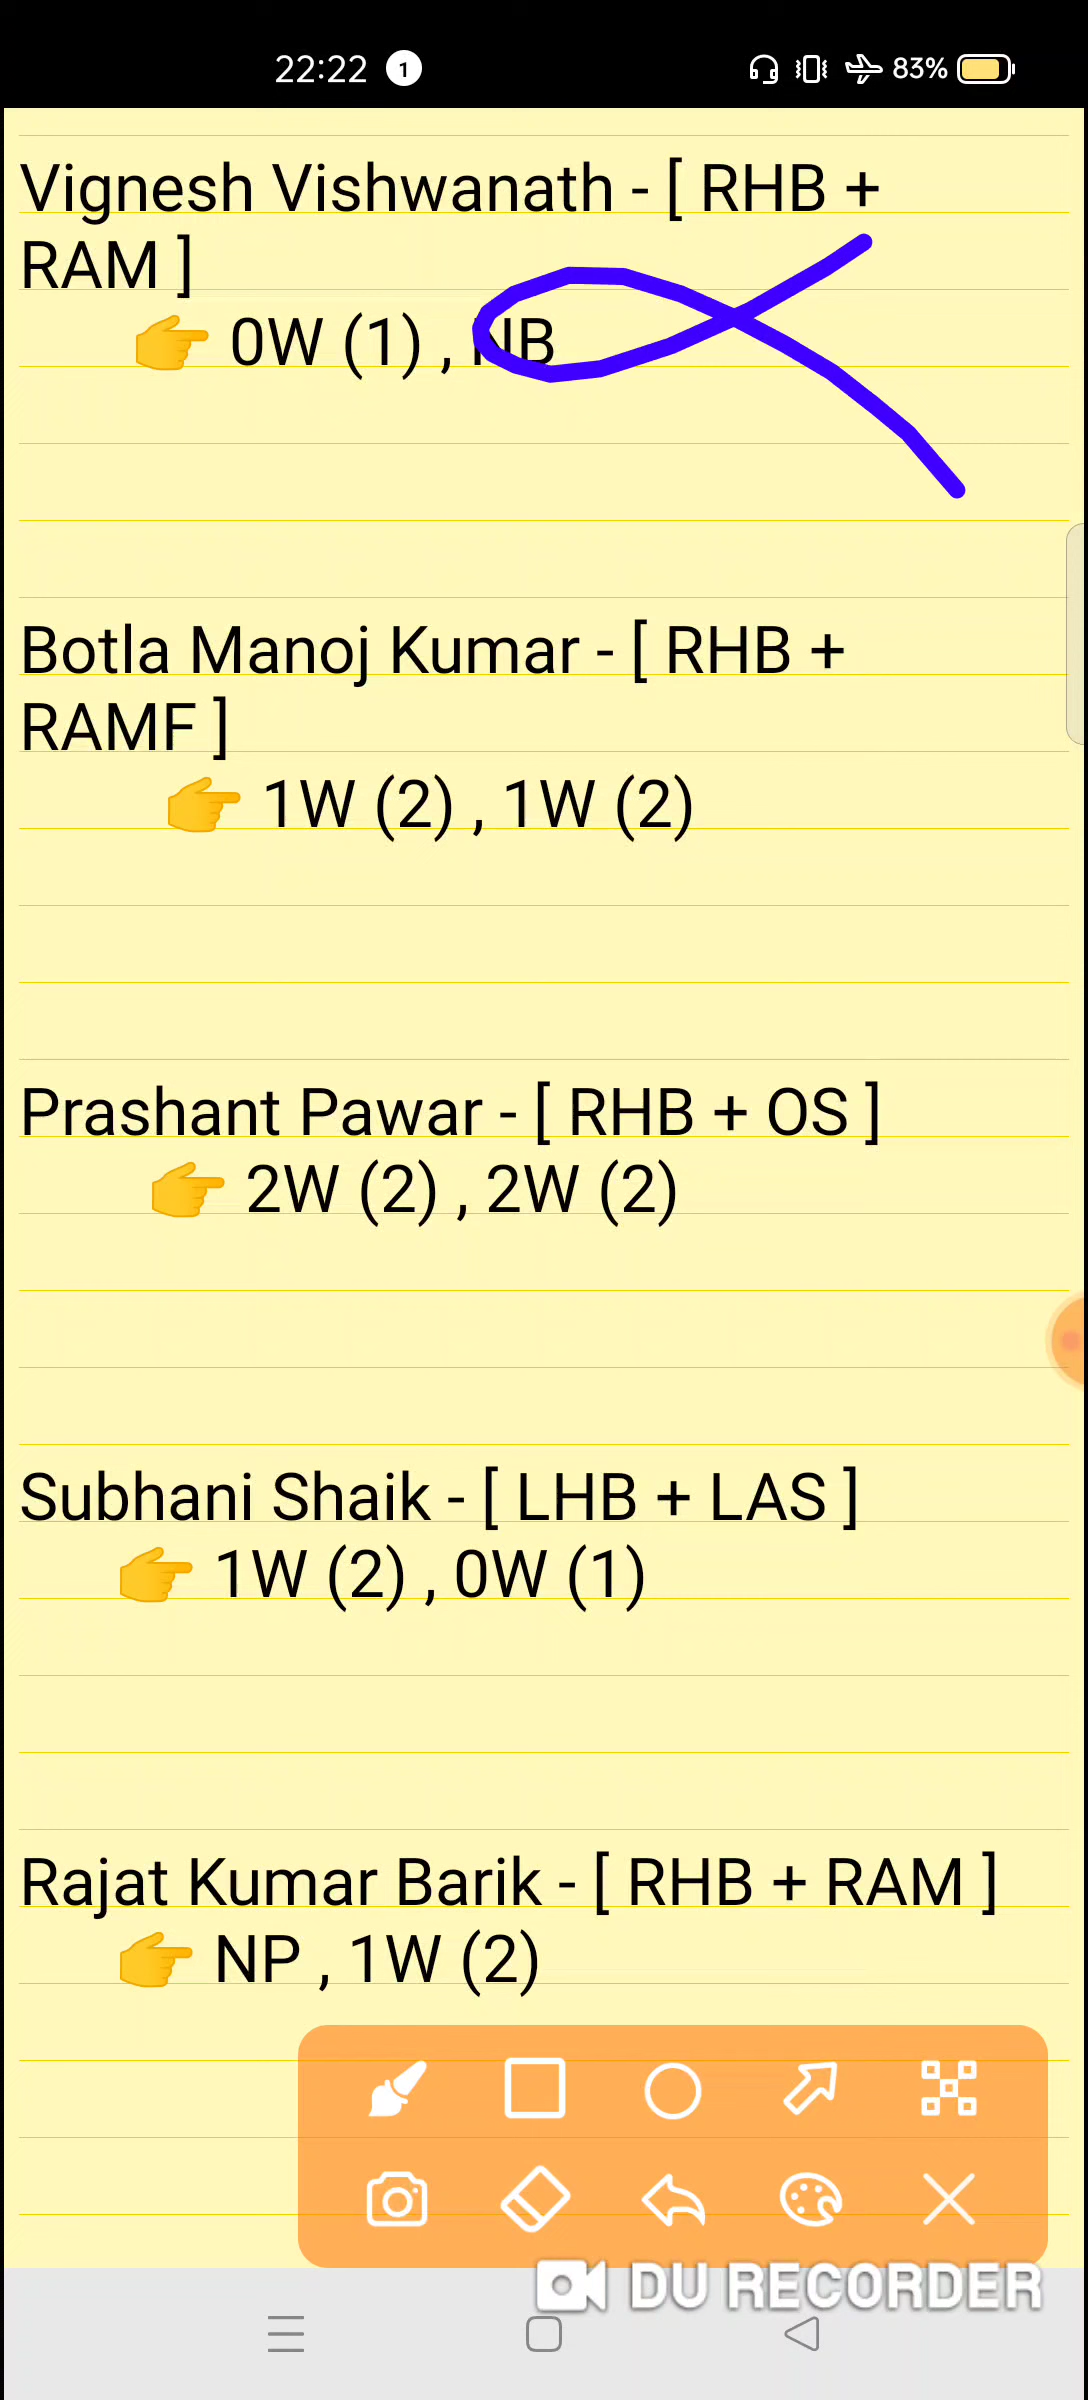 22:22 1 83%
Vignesh Vishwanath - [ RHB +
RAM ]
👉 0W (1) , NB
Botla Manoj Kumar - [ RHB +
RAMF ]
👉 1W (2) , 1W (2)
Prashant Pawar - [ RHB + OS ]
👉 2W (2) , 2W (2)
Subhani Shaik - [ LHB + LAS ]
👉 1W (2) , 0W (1)
Rajat Kumar Barik - [ RHB + RAM ]
👉 NP , 1W (2)
DU RECORDER